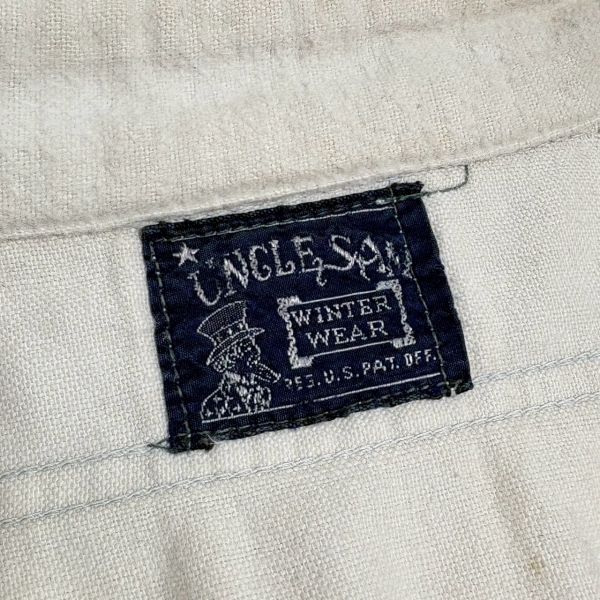 UNCLE SAM
WINTER
WEAR
REG. U.S. PAT. OFF.